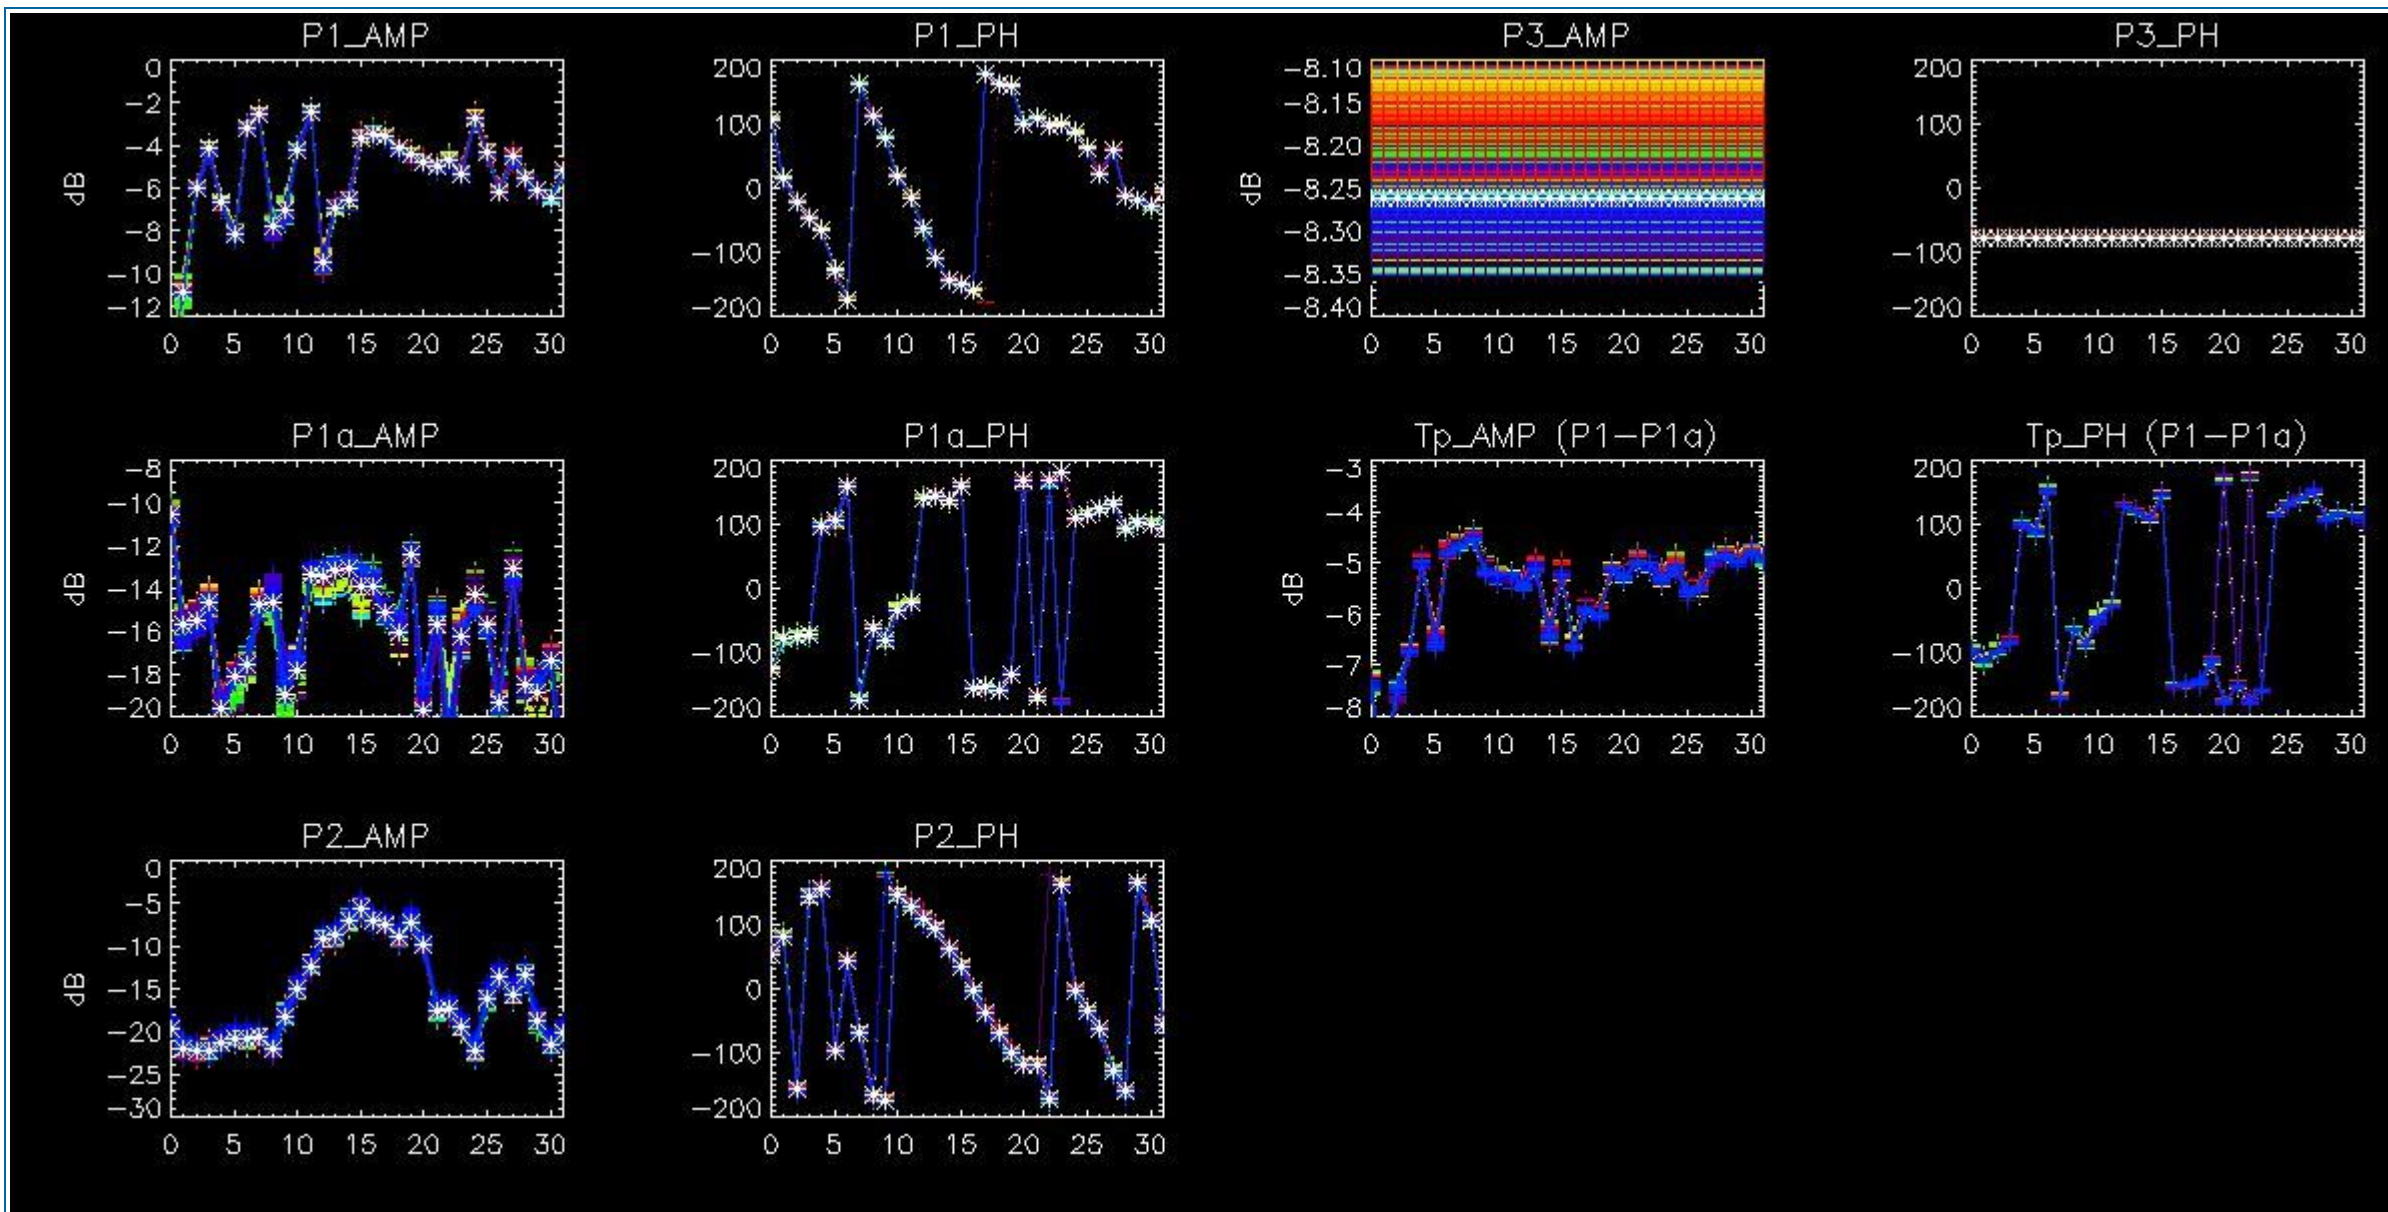 P1_AMP
0
−2
−4
−6
−8
−10
−12
dB
0 5 10 15 20 25 30
P1_PH
200
100
0
−100
−200
0 5 10 15 20 25 30
P3_AMP
−8.10
−8.15
−8.20
−8.25
−8.30
−8.35
−8.40
dB
0 5 10 15 20 25 30
P3_PH
200
100
0
−100
−200
0 5 10 15 20 25 30
P1a_AMP
−8
−10
−12
−14
−16
−18
−20
dB
0 5 10 15 20 25 30
P1a_PH
200
100
0
−100
−200
0 5 10 15 20 25 30
Tp_AMP (P1−P1a)
−3
−4
−5
−6
−7
−8
dB
0 5 10 15 20 25 30
Tp_PH (P1−P1a)
200
100
0
−100
−200
0 5 10 15 20 25 30
P2_AMP
0
−5
−10
−15
−20
−25
−30
dB
0 5 10 15 20 25 30
P2_PH
200
100
0
−100
−200
0 5 10 15 20 25 30